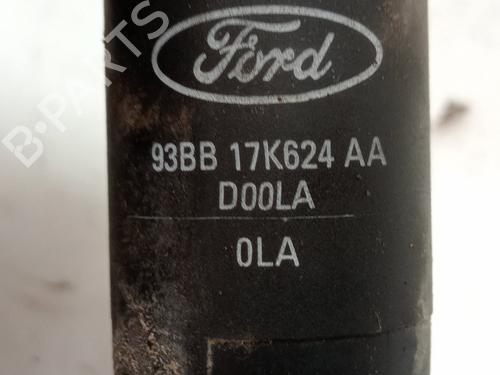 B-PARTS
Ford
93BB 17K624 AA
D00LA
0LA